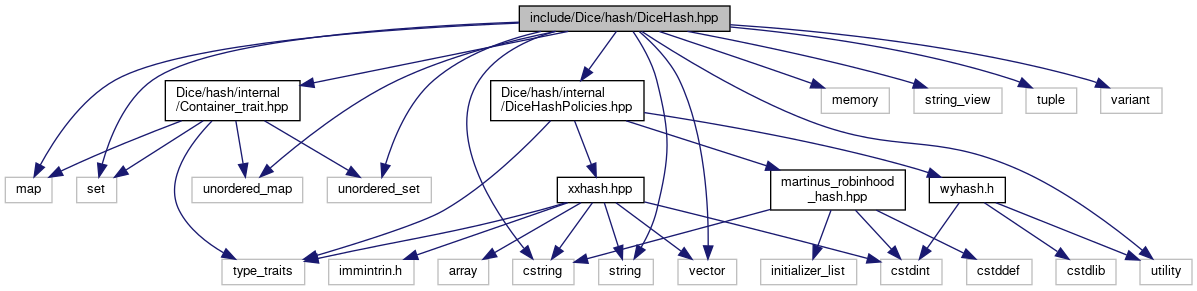 include/Dice/hash/DiceHash.hpp
Dice/hash/internal
/Container_trait.hpp
Dice/hash/internal
/DiceHashPolicies.hpp
memory
string_view
tuple
variant
map
set
unordered_map
unordered_set
xxhash.hpp
martinus_robinhood
_hash.hpp
wyhash.h
type_traits
immintrin.h
array
cstring
string
vector
initializer_list
cstdint
cstddef
cstdlib
utility